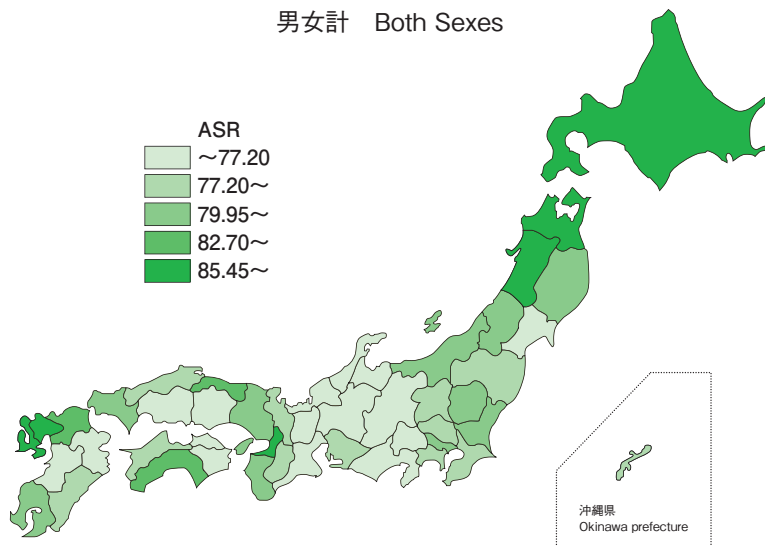 男女計　Both Sexes
ASR
～77.20
77.20～
79.95～
82.70～
85.45～
沖縄県
Okinawa prefecture